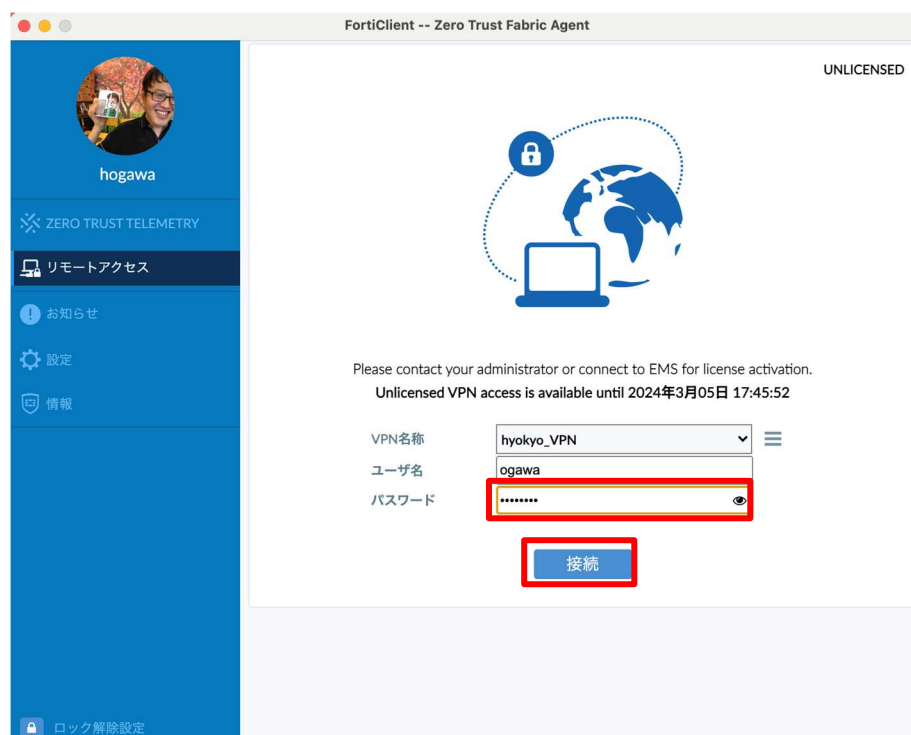 FortiClient -- Zero Trust Fabric Agent
UNLICENSED
hogawa
ZERO TRUST TELEMETRY
リモートアクセス
お知らせ
設定
情報
Please contact your administrator or connect to EMS for license activation.
Unlicensed VPN access is available until 2024年3月05日 17:45:52
VPN名称 hyokyo_VPN
ユーザ名 ogawa
パスワード ••••••••
接続
ロック解除設定